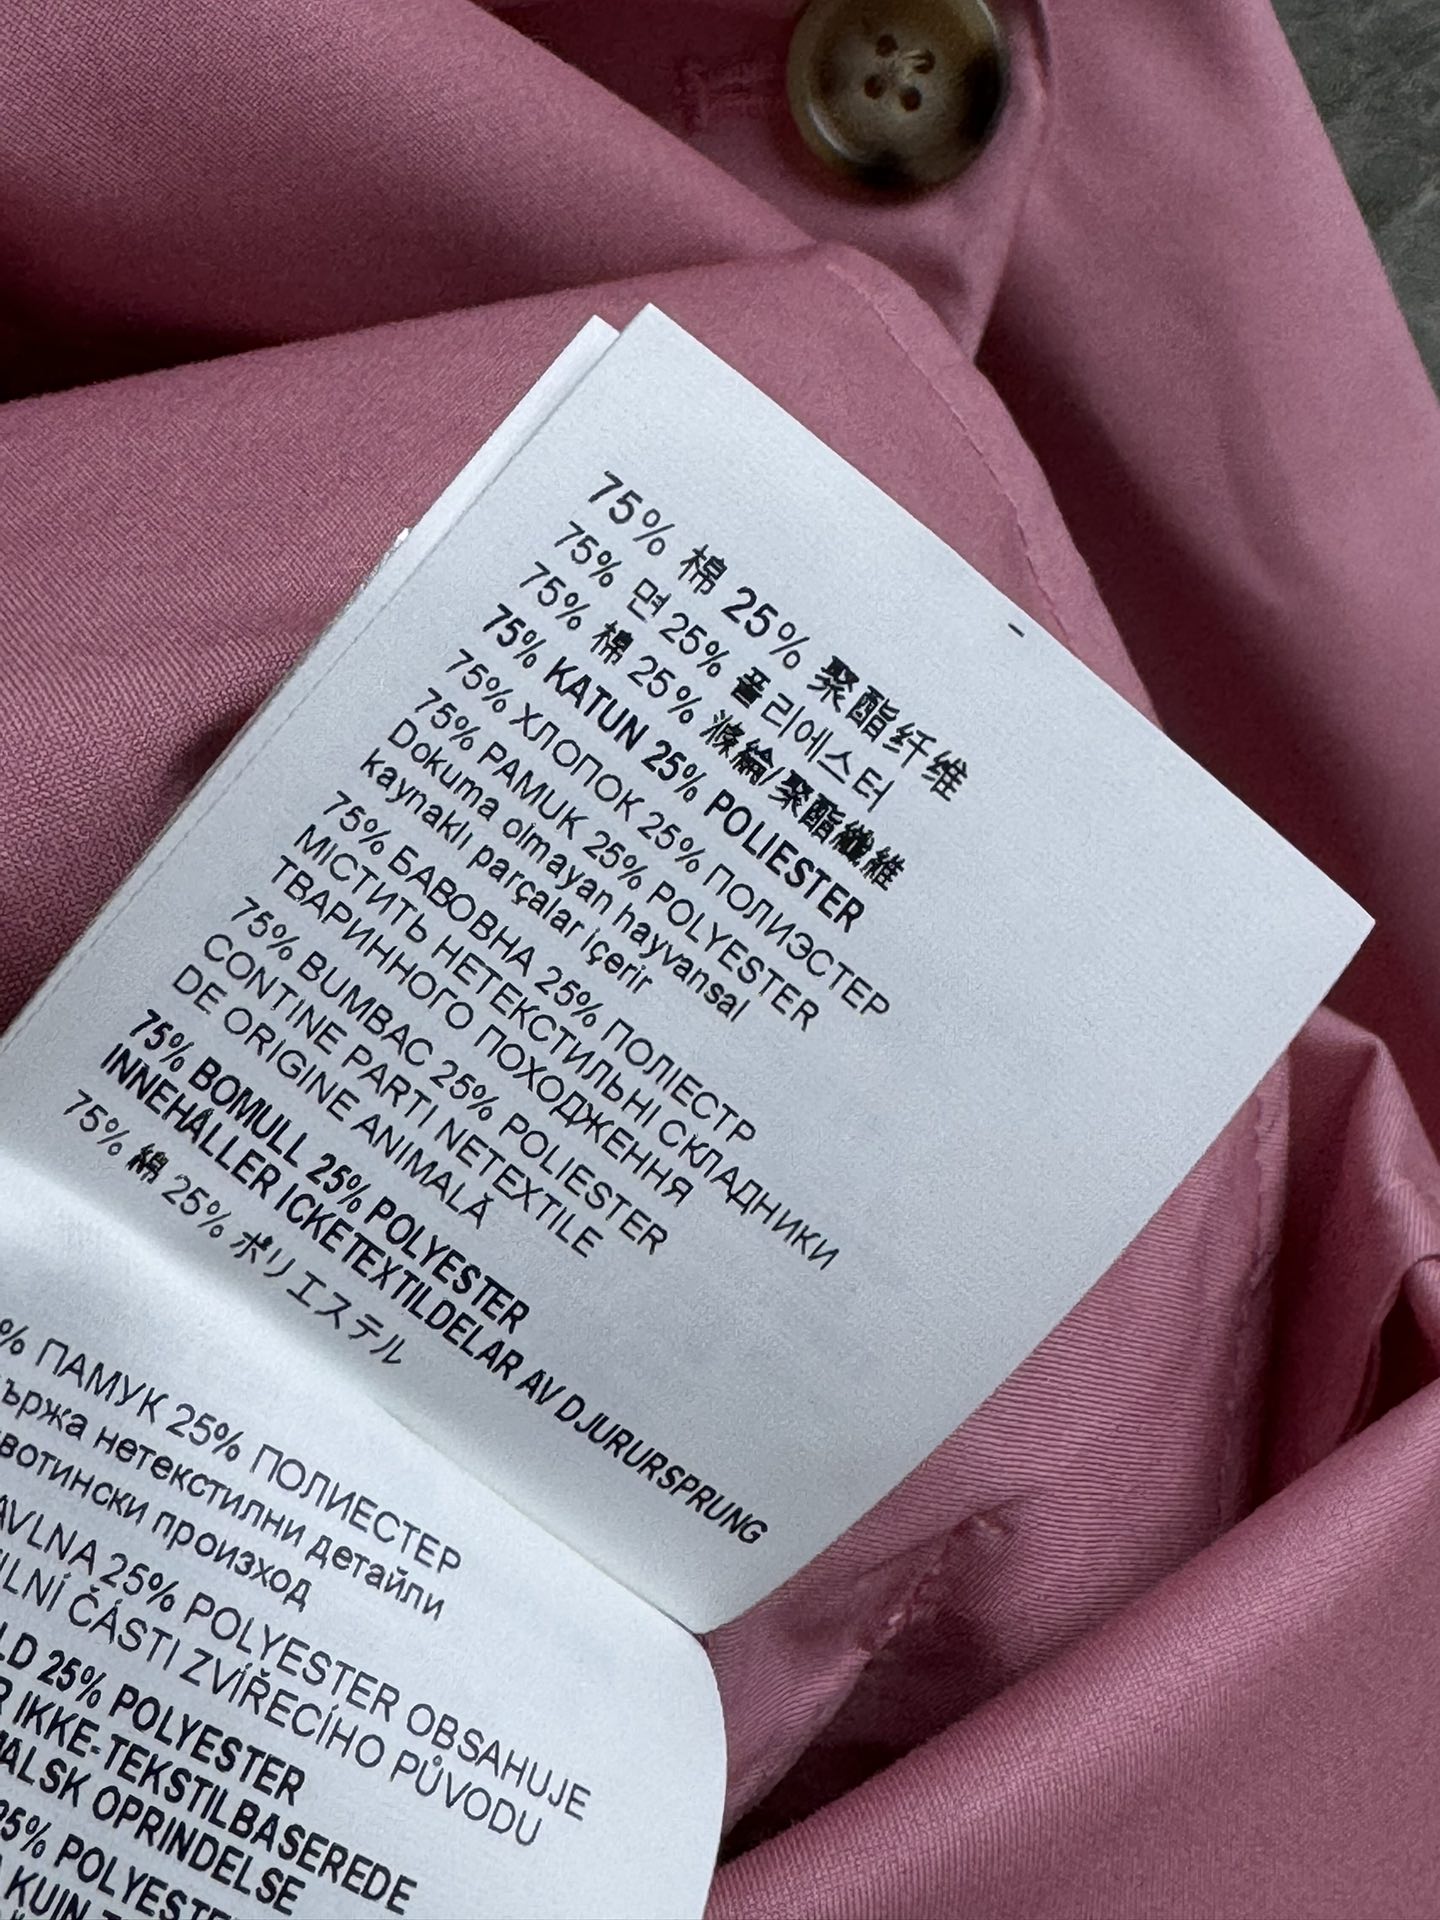 75% 棉 25% 聚酯纤维
75% 면 25% 폴리에스터
75% 棉 25% 滌綸/聚酯纖維
75% KATUN 25% POLIESTER
75% ХЛОПОК 25% ПОЛИЭСТЕР
75% PAMUK 25% POLYESTER
Dokuma olmayan hayvansal
kaynaklı parçalar içerir
75% БАВОВНА 25% ПОЛІЕСТР
МІСТИТЬ НЕТЕКСТИЛЬНІ СКЛАДНИКИ
ТВАРИННОГО ПОХОДЖЕННЯ
75% BUMBAC 25% POLIESTER
CONTINE PARTI NETEXTILE
DE ORIGINE ANIMALĂ
75% BOMULL 25% POLYESTER
INNEHÅLLER ICKETEXTILDELAR AV DJURURSPRUNG
75% 綿 25% ポリエステル
% ПАМУК 25% ПОЛИЕСТЕР
нетекстилни детайли
произход
25% POLYESTER OBSAHUJE
ČÁSTI ZVÍŘECÍHO PŮVODU
25% POLYESTER
IKKE-TEKSTILBASEREDE
OPRINDELSE
POLYESTE
KUIN